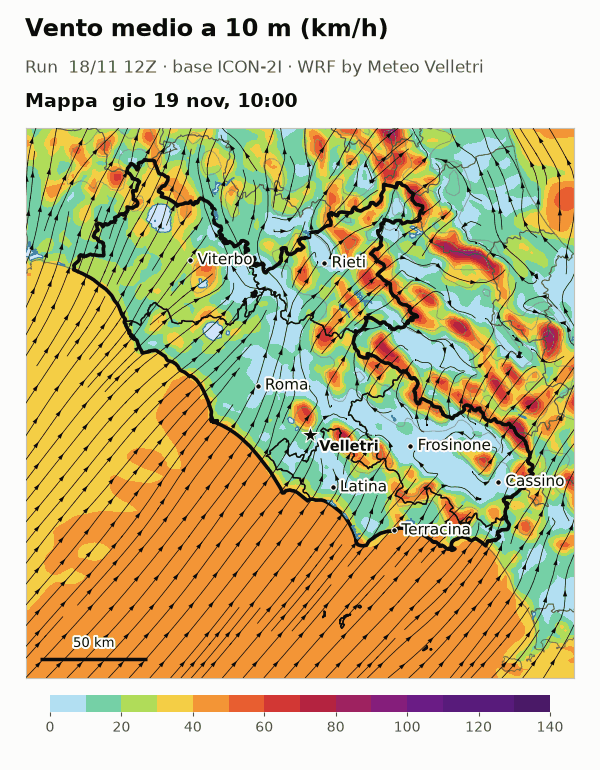 Vento medio a 10 m (km/h)
Run  18/11 12Z · base ICON-2I · WRF by Meteo Velletri
Mappa  gio 19 nov, 10:00
Viterbo
Rieti
Roma
Velletri
Frosinone
Latina
Cassino
Terracina
50 km
0 20 40 60 80 100 120 140